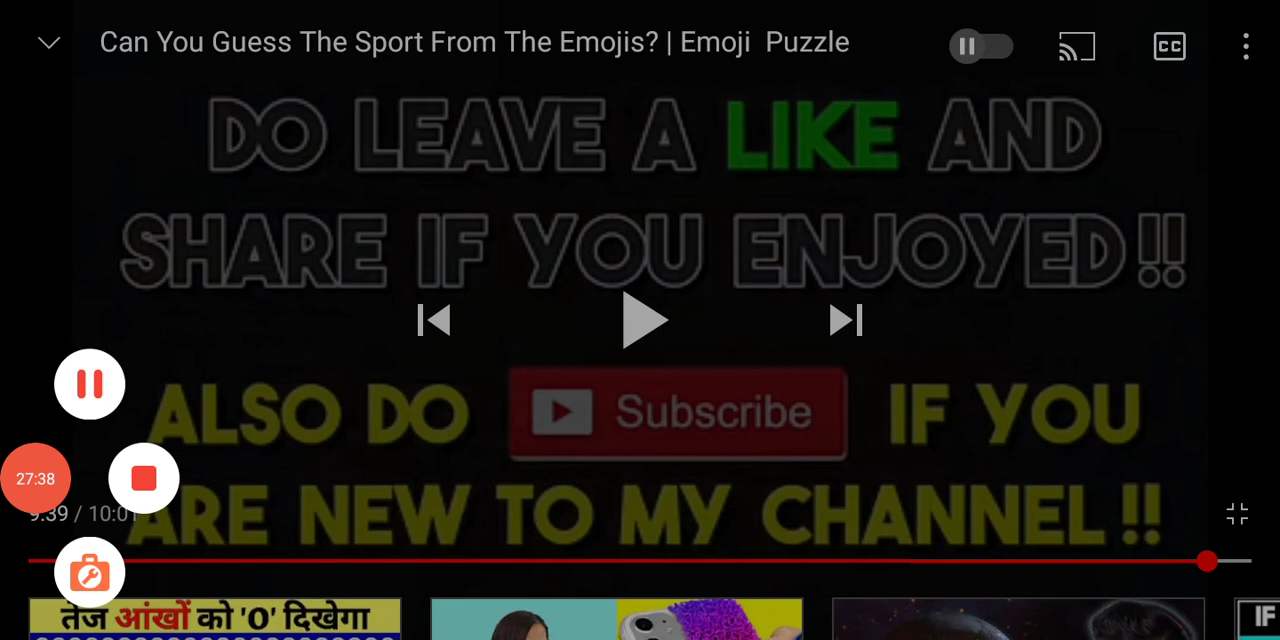 Can You Guess The Sport From The Emojis? | Emoji Puzzle
CC
DO LEAVE A LIKE AND
SHARE IF YOU ENJOYED!!
ALSO DO Subscribe IF YOU
27:38
9:39 / 10:01
ARE NEW TO MY CHANNEL!!
तेज आंखों को 'O' दिखेगा
IF